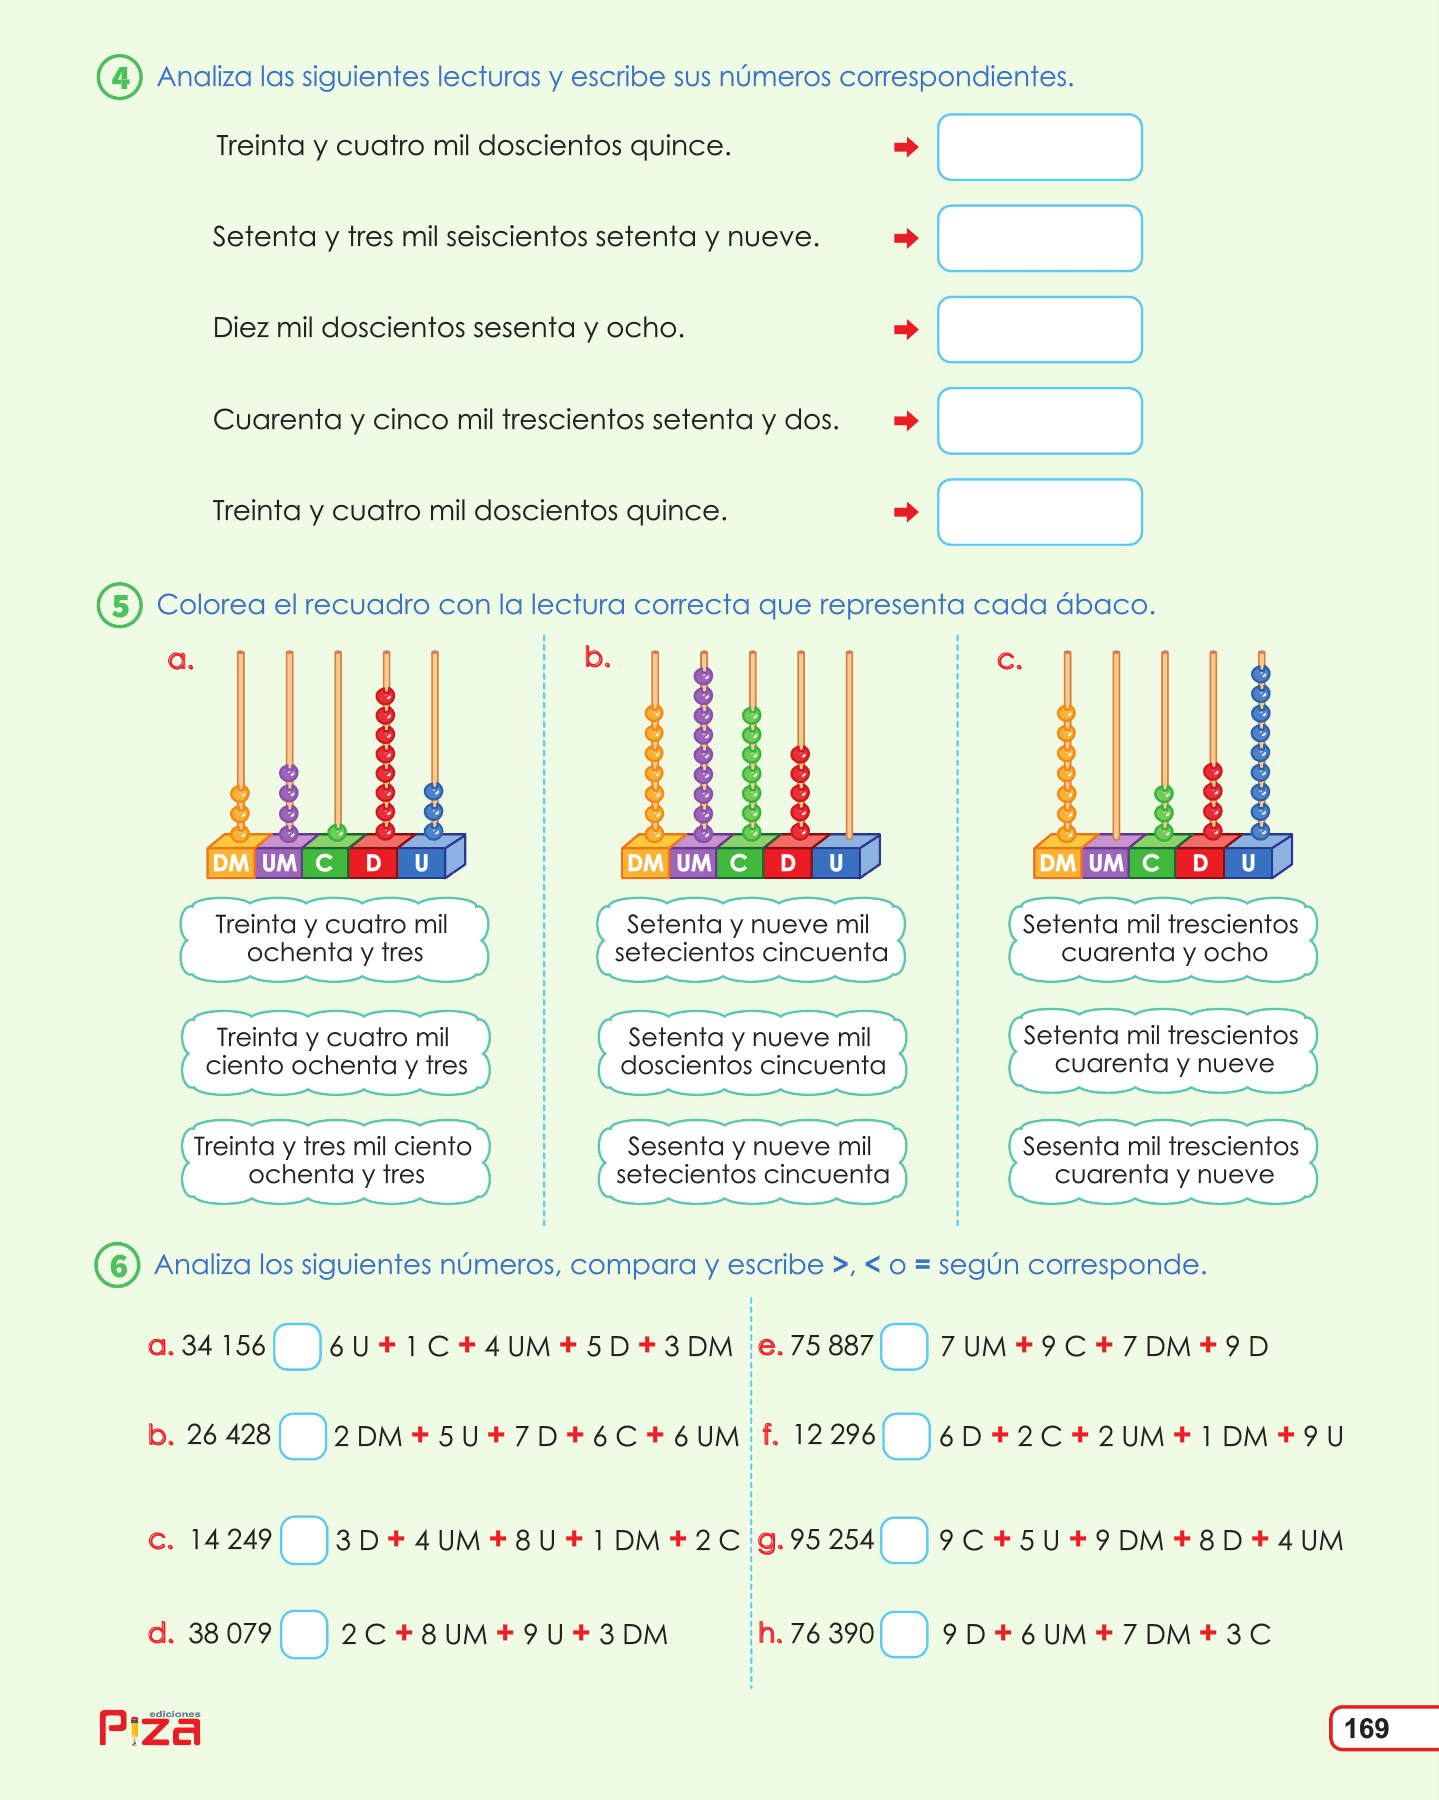 4 Analiza las siguientes lecturas y escribe sus números correspondientes.
Treinta y cuatro mil doscientos quince.
Setenta y tres mil seiscientos setenta y nueve.
Diez mil doscientos sesenta y ocho.
Cuarenta y cinco mil trescientos setenta y dos.
Treinta y cuatro mil doscientos quince.
5 Colorea el recuadro con la lectura correcta que representa cada ábaco.
a.
DM UM C D U
Treinta y cuatro mil
ochenta y tres
Treinta y cuatro mil
ciento ochenta y tres
Treinta y tres mil ciento
ochenta y tres
b.
DM UM C D U
Setenta y nueve mil
setecientos cincuenta
Setenta y nueve mil
doscientos cincuenta
Sesenta y nueve mil
setecientos cincuenta
c.
DM UM C D U
Setenta mil trescientos
cuarenta y ocho
Setenta mil trescientos
cuarenta y nueve
Sesenta mil trescientos
cuarenta y nueve
6 Analiza los siguientes números, compara y escribe >, < o = según corresponde.
a. 34 156 6 U + 1 C + 4 UM + 5 D + 3 DM
b. 26 428 2 DM + 5 U + 7 D + 6 C + 6 UM
c. 14 249 3 D + 4 UM + 8 U + 1 DM + 2 C
d. 38 079 2 C + 8 UM + 9 U + 3 DM
e. 75 887 7 UM + 9 C + 7 DM + 9 D
f. 12 296 6 D + 2 C + 2 UM + 1 DM + 9 U
g. 95 254 9 C + 5 U + 9 DM + 8 D + 4 UM
h. 76 390 9 D + 6 UM + 7 DM + 3 C
ediciones
Piza
169